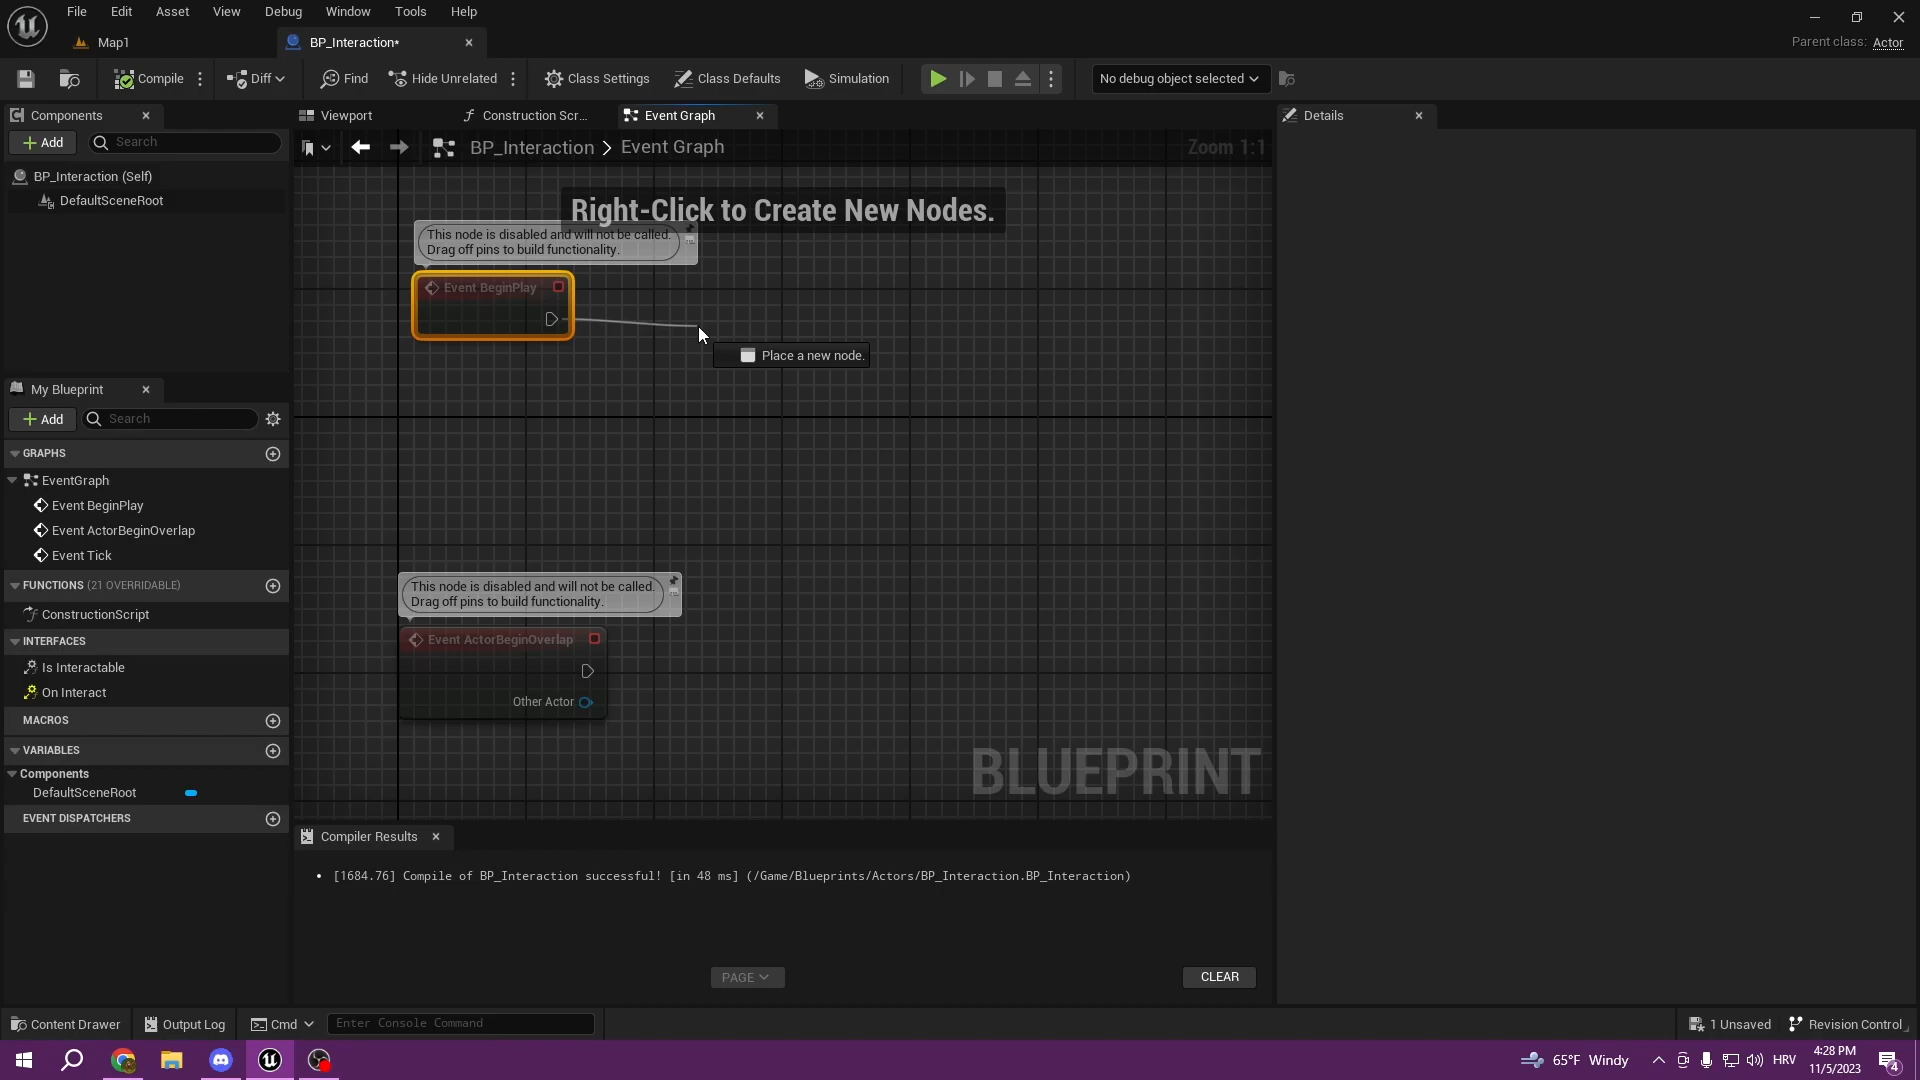 File Edit Asset View Debug Window Tools Help
Map1
BP_Interaction*
Parent class: Actor
Compile
Diff
Find
Hide Unrelated
Class Settings
Class Defaults
Simulation
No debug object selected
Components
Viewport
Construction Scr...
Event Graph
Details
Add
Search
BP_Interaction > Event Graph
Zoom 1:1
BP_Interaction (Self)
DefaultSceneRoot
Right-Click to Create New Nodes.
This node is disabled and will not be called.
Drag off pins to build functionality.
Event BeginPlay
Place a new node.
My Blueprint
Add
Search
GRAPHS
EventGraph
Event BeginPlay
Event ActorBeginOverlap
Event Tick
FUNCTIONS (21 OVERRIDABLE)
ConstructionScript
INTERFACES
Is Interactable
On Interact
MACROS
VARIABLES
Components
DefaultSceneRoot
EVENT DISPATCHERS
This node is disabled and will not be called.
Drag off pins to build functionality.
Event ActorBeginOverlap
Other Actor
BLUEPRINT
Compiler Results
[1684.76] Compile of BP_Interaction successful! [in 48 ms] (/Game/Blueprints/Actors/BP_Interaction.BP_Interaction)
PAGE
CLEAR
Content Drawer
Output Log
Cmd
Enter Console Command
1 Unsaved
Revision Control
65°F Windy
HRV
4:28 PM
11/5/2023
4